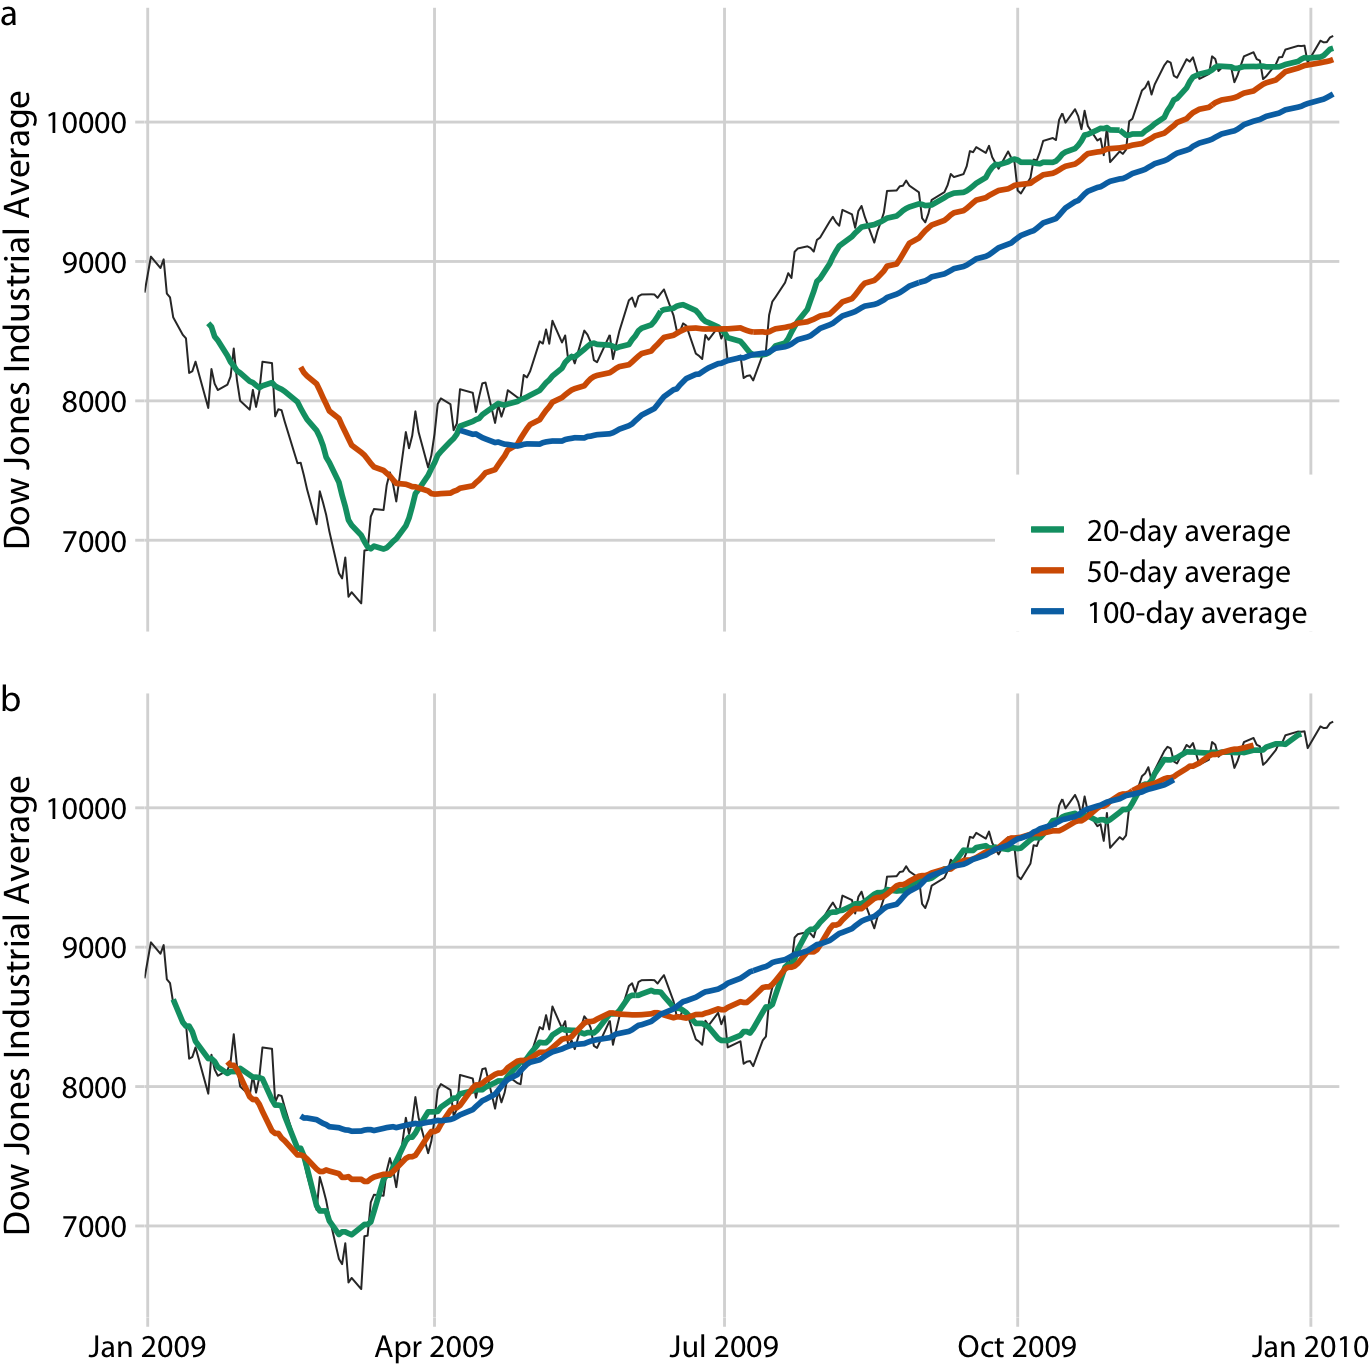 a
Dow Jones Industrial Average
10000
9000
8000
7000
20-day average
50-day average
100-day average
b
Dow Jones Industrial Average
10000
9000
8000
7000
Jan 2009
Apr 2009
Jul 2009
Oct 2009
Jan 2010